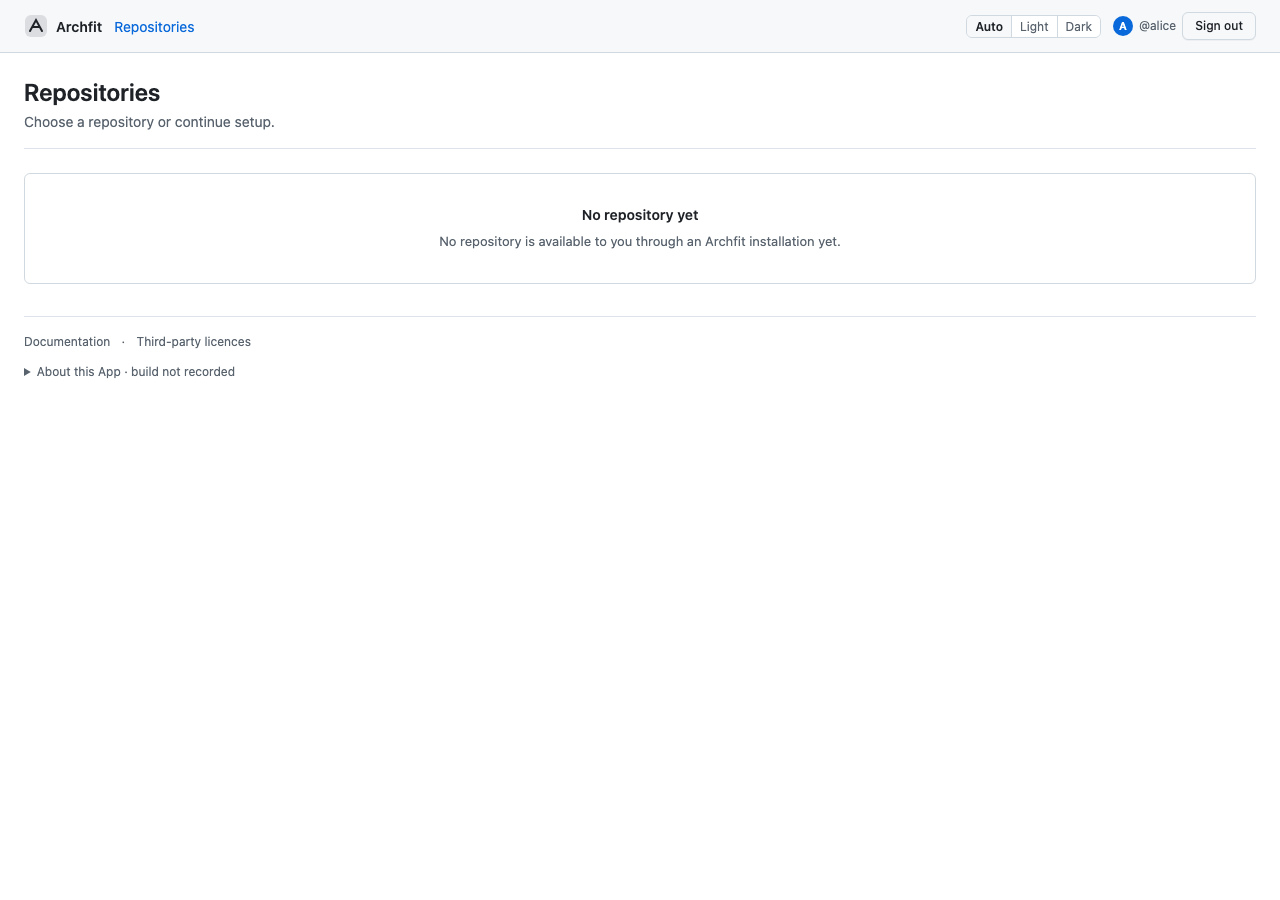 Archfit Repositories Auto Light Dark A @alice Sign out
Repositories
Choose a repository or continue setup.
No repository yet
No repository is available to you through an Archfit installation yet.
Documentation · Third-party licences
About this App · build not recorded